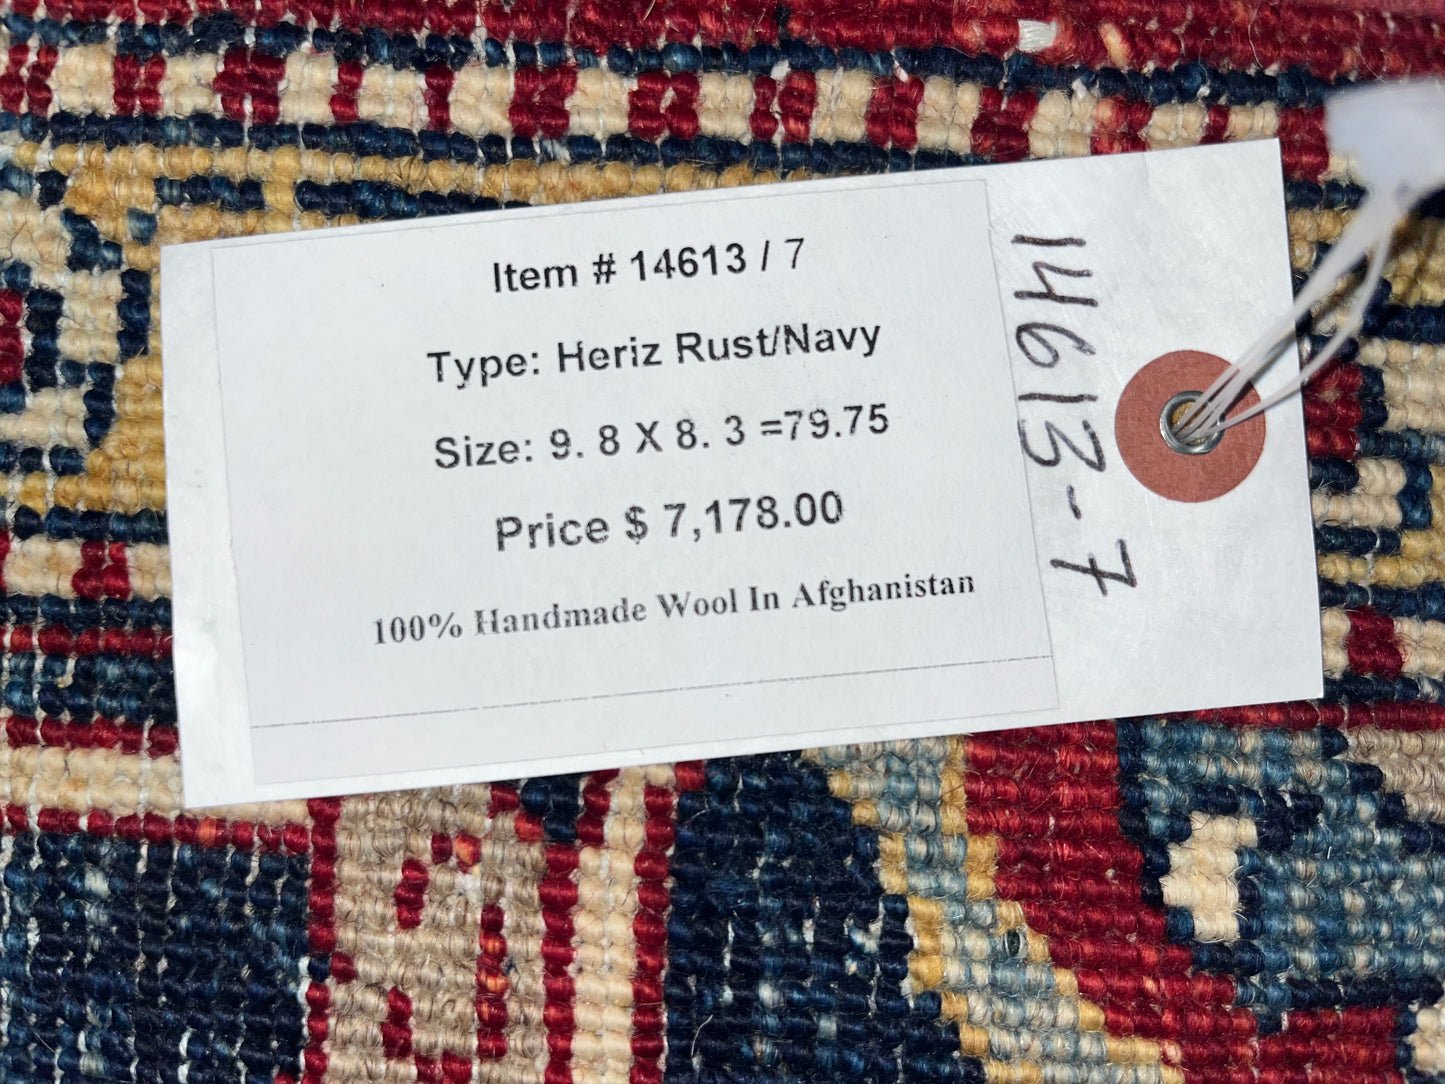 Item # 14613 / 7
Type: Heriz Rust/Navy
Size: 9. 8 X 8. 3 =79.75
Price $ 7,178.00
100% Handmade Wool In Afghanistan
14613-7